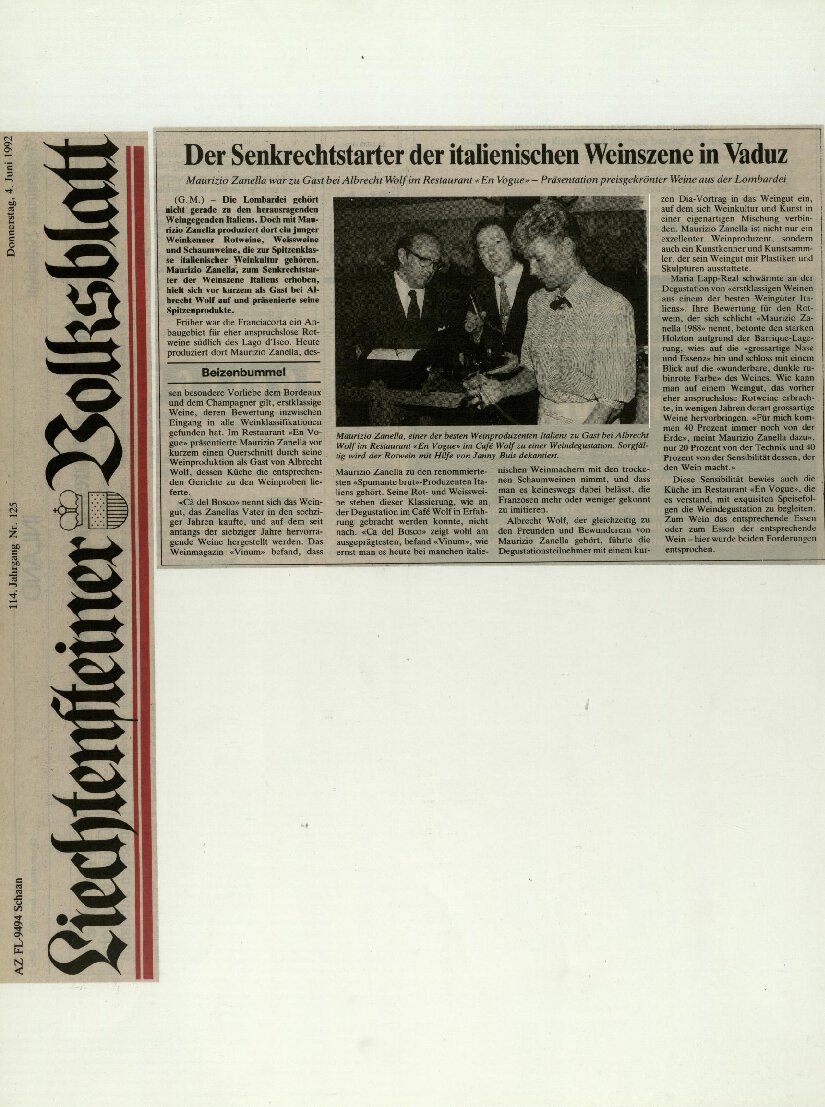 Donnerstag, 4. Juni 1992
114. Jahrgang Nr. 125
AZ FL-9494 Schaan
Liechtensteiner Volksblatt
Der Senkrechtstarter der italienischen Weinszene in Vaduz
Maurizio Zanella war zu Gast bei Albrecht Wolf im Restaurant «En Vogue» – Präsentation preisgekrönter Weine aus der Lombardei
(G.M.) – Die Lombardei gehört
nicht gerade zu den herausragenden
Weingegenden Italiens. Doch mit Mau-
rizio Zanella produziert dort ein junger
Weinkenner Rotweine, Weissweine
und Schaumweine, die zur Spitzenklas-
se italienischer Weinkultur gehören.
Maurizio Zanella, zum Senkrechtstar-
ter der Weinszene Italiens erhoben,
hielt sich vor kurzem als Gast bei Al-
brecht Wolf auf und präsenierte seine
Spitzenprodukte.
Früher war die Franciacorta ein An-
baugebiet für eher anspruchslose Rot-
weine südlich des Lago d'Iseo. Heute
produziert dort Maurizio Zanella, des-
Beizenbummel
sen besondere Vorliebe dem Bordeaux
und dem Champagner gilt, erstklassige
Weine, deren Bewertung inzwischen
Eingang in alle Weinklassifikationen
gefunden hat. Im Restaurant «En Vo-
gue» präsentierte Maurizio Zanella vor
kurzem einen Querschnitt durch seine
Weinproduktion als Gast von Albrecht
Wolf, dessen Küche die entsprechen-
den Gerichte zu den Weinproben lie-
ferte.
«Cà del Bosco» nennt sich das Wein-
gut, das Zanellas Vater in den sechzi-
ger Jahren kaufte, und auf dem seit
anfangs der siebziger Jahre hervorra-
gende Weine hergestellt werden. Das
Weinmagazin «Vinum» befand, dass
Maurizio Zanella, einer der besten Weinproduzenten Italiens zu Gast bei Albrecht
Wolf im Restaurant «En Vogue» im Café Wolf zu einer Weindegustation. Sorgfäl-
tig wird der Rotwein mit Hilfe von Janny Buis dekantiert.
Maurizio Zanella zu den renommierte-
sten «Spumante brut»-Produzenten Ita-
liens gehört. Seine Rot- und Weisswei-
ne stehen dieser Klassierung, wie an
der Degustation im Café Wolf in Erfah-
rung gebracht werden konnte, nicht
nach. «Ca del Bosco» zeigt wohl am
ausgeprägtesten, befand «Vinum», wie
ernst man es heute bei manchen italie-
nischen Weinmachern mit den trocke-
nen Schaumweinen nimmt, und dass
man es keineswegs dabei belässt, die
Franzosen mehr oder weniger gekonnt
zu imitieren.
Albrecht Wolf, der gleichzeitig zu
den Freunden und Bewunderern von
Maurizio Zanella gehört, führte die
Degustationsteilnehmer mit einem kur-
zen Dia-Vortrag in das Weingut ein,
auf dem sich Weinkultur und Kunst in
einer eigenartigen Mischung verbin-
den. Maurizio Zanella ist nicht nur ein
exzellenter Weinproduzent, sondern
auch ein Kunstkenner und Kunstsamm-
ler, der sein Weingut mit Plastiken und
Skulpturen ausstattete.
Maria Lapp-Real schwärmte an der
Degustation von «erstklassigen Weinen
aus einem der besten Weingüter Ita-
liens». Ihre Bewertung für den Rot-
wein, der sich schlicht «Maurizio Za-
nella 1988» nennt, betonte den starken
Holzton aufgrund der Barrique-Lage-
rung, wies auf die «grossartige Nase
und Essenz» hin und schloss mit einem
Blick auf die «wunderbare, dunkle ru-
binrote Farbe» des Weines. Wie kann
man auf einem Weingut, das vorher
eher anspruchslose Rotweine erbrach-
te, in wenigen Jahren derart grossartige
Weine hervorbringen. «Für mich kom-
men 40 Prozent immer noch von der
Erde», meint Maurizio Zanella dazu»,
nur 20 Prozent von der Technik und 40
Prozent von der Sensibilität dessen, der
den Wein macht.»
Diese Sensibilität bewies auch die
Küche im Restaurant «En Vogue», die
es verstand, mit exquisiten Speisefol-
gen die Weindegustation zu begleiten.
Zum Wein das entsprechende Essen
oder zum Essen der entsprechende
Wein – hier wurde beiden Forderungen
entsprochen.